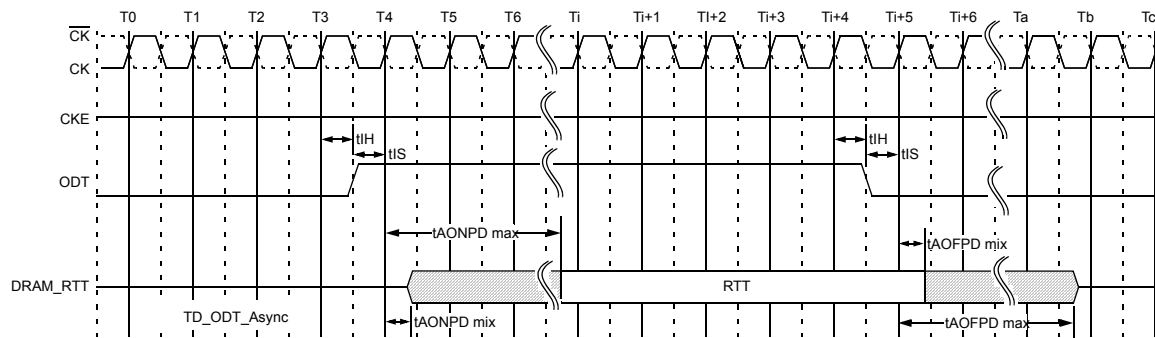 T0 T1 T2 T3 T4 T5 T6 Ti Ti+1 TI+2 Ti+3 Ti+4 Ti+5 Ti+6 Ta Tb Tc
CK
CK
CKE
tIH
tIH
tIS
tIS
ODT
tAONPD max
tAOFPD mix
DRAM_RTT
RTT
TD_ODT_Async
tAONPD mix
tAOFPD max